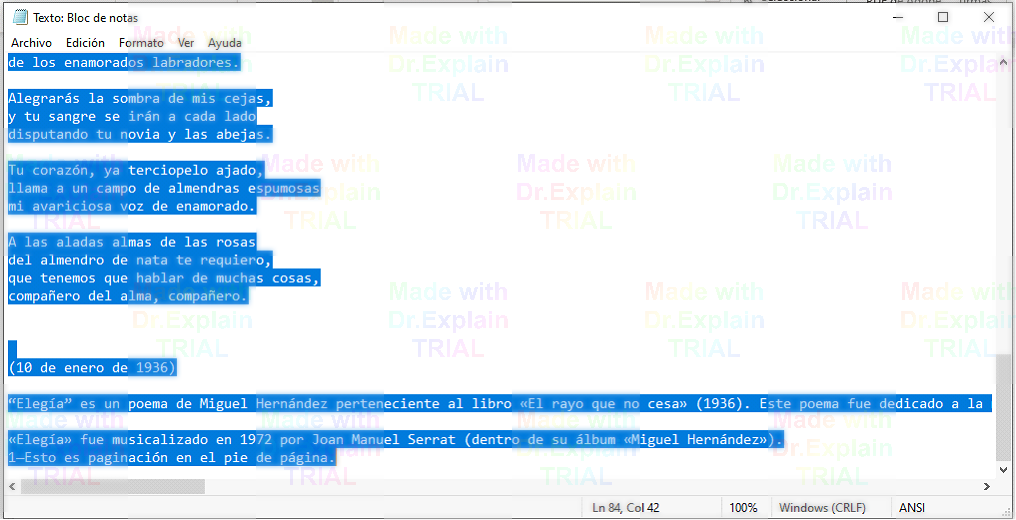 Texto: Bloc de notas
Archivo Edición Formato Ver Ayuda
de los enamorados labradores.
Alegrarás la sombra de mis cejas,
y tu sangre se irán a cada lado
disputando tu novia y las abejas.
Tu corazón, ya terciopelo ajado,
llama a un campo de almendras espumosas
mi avariciosa voz de enamorado.
A las aladas almas de las rosas
del almendro de nata te requiero,
que tenemos que hablar de muchas cosas,
compañero del alma, compañero.
(10 de enero de 1936)
“Elegía” es un poema de Miguel Hernández perteneciente al libro «El rayo que no cesa» (1936). Este poema fue dedicado a la
«Elegía» fue musicalizado en 1972 por Joan Manuel Serrat (dentro de su álbum «Miguel Hernández»).
1—Esto es paginación en el pie de página.
Ln 84, Col 42 100% Windows (CRLF) ANSI
Made with
Dr.Explain
TRIAL